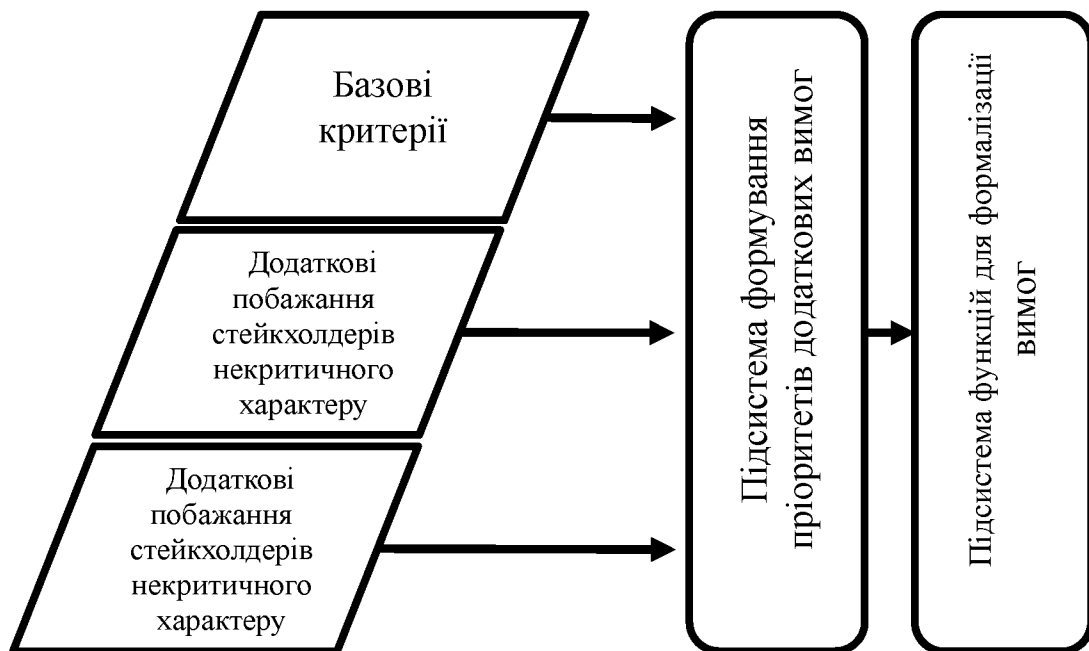 Базові
критерії
Додаткові
побажання
стейкхолдерів
некритичного
характеру
Додаткові
побажання
стейкхолдерів
некритичного
характеру
Підсистема формування
пріоритетів додаткових вимог
Підсистема функцій для формалізації
вимог